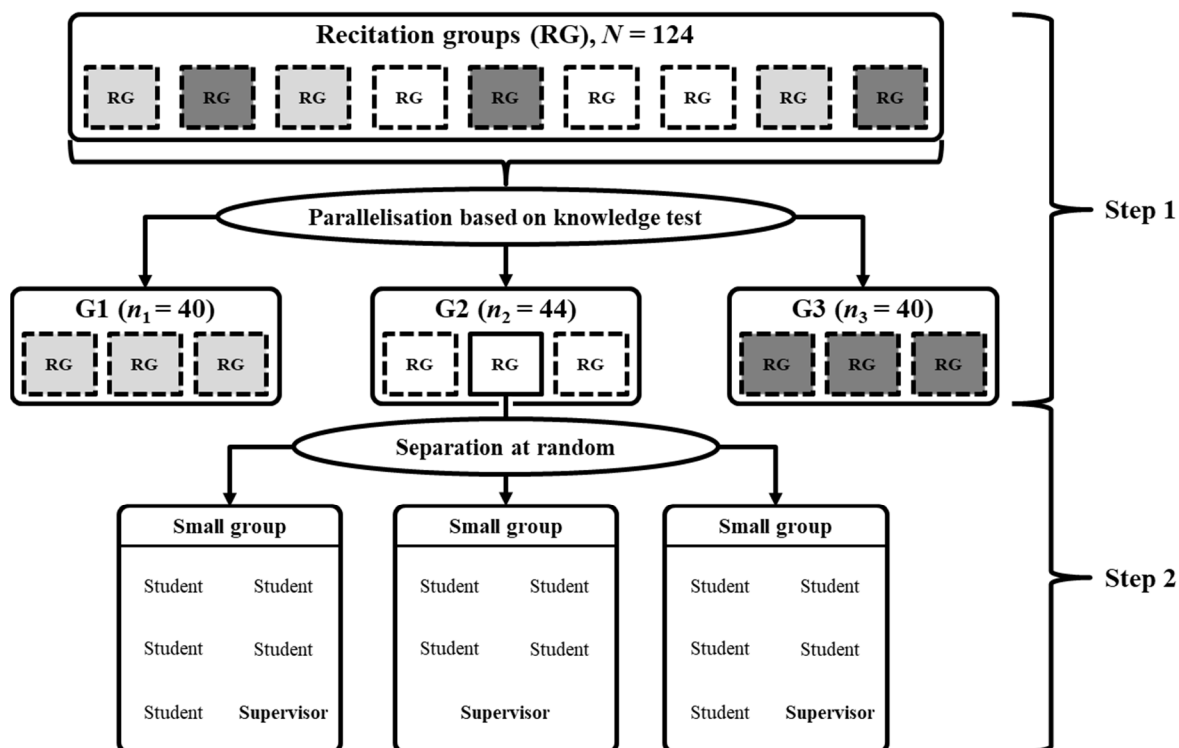 Recitation groups (RG), N = 124
RG RG RG RG RG RG RG RG RG
Parallelisation based on knowledge test
Step 1
G1 (n1 = 40) G2 (n2 = 44) G3 (n3 = 40)
RG RG RG RG RG RG RG RG RG
Separation at random
Small group Small group Small group
Student Student Student Student Student Student
Step 2
Student Student Student Student Student Student
Student Supervisor Supervisor Student Supervisor